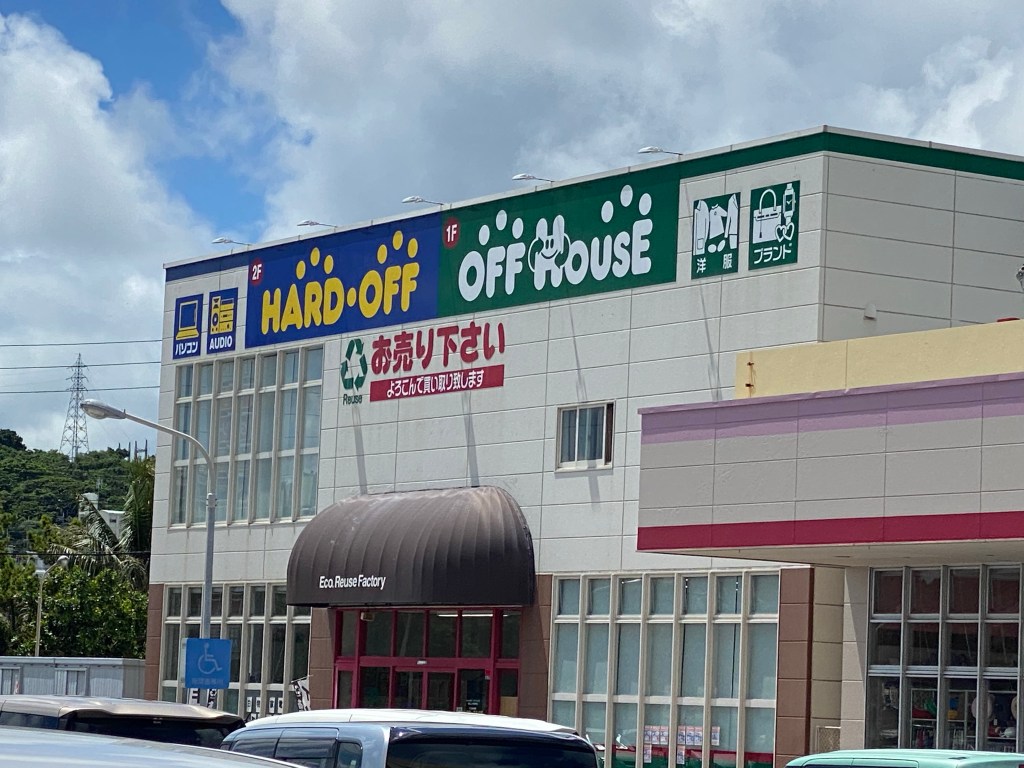 2F
HARD・OFF
1F
OFF HOUSE
パソコン
AUDIO
洋服
ブランド
Reuse
お売り下さい
よろこんで買い取り致します
Eco. Reuse Factory